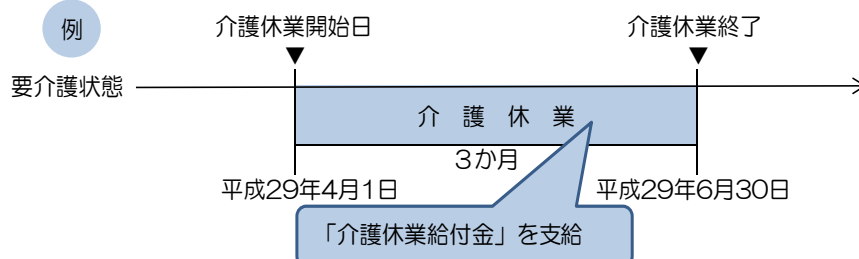 例
介護休業開始日
介護休業終了
要介護状態
介 護 休 業
３か月
平成29年4月1日
平成29年6月30日
「介護休業給付金」を支給